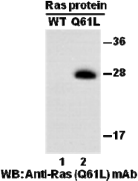 Ras protein
WT Q61L
-36
-28
-17
1 2
WB: Anti-Ras (Q61L) mAb